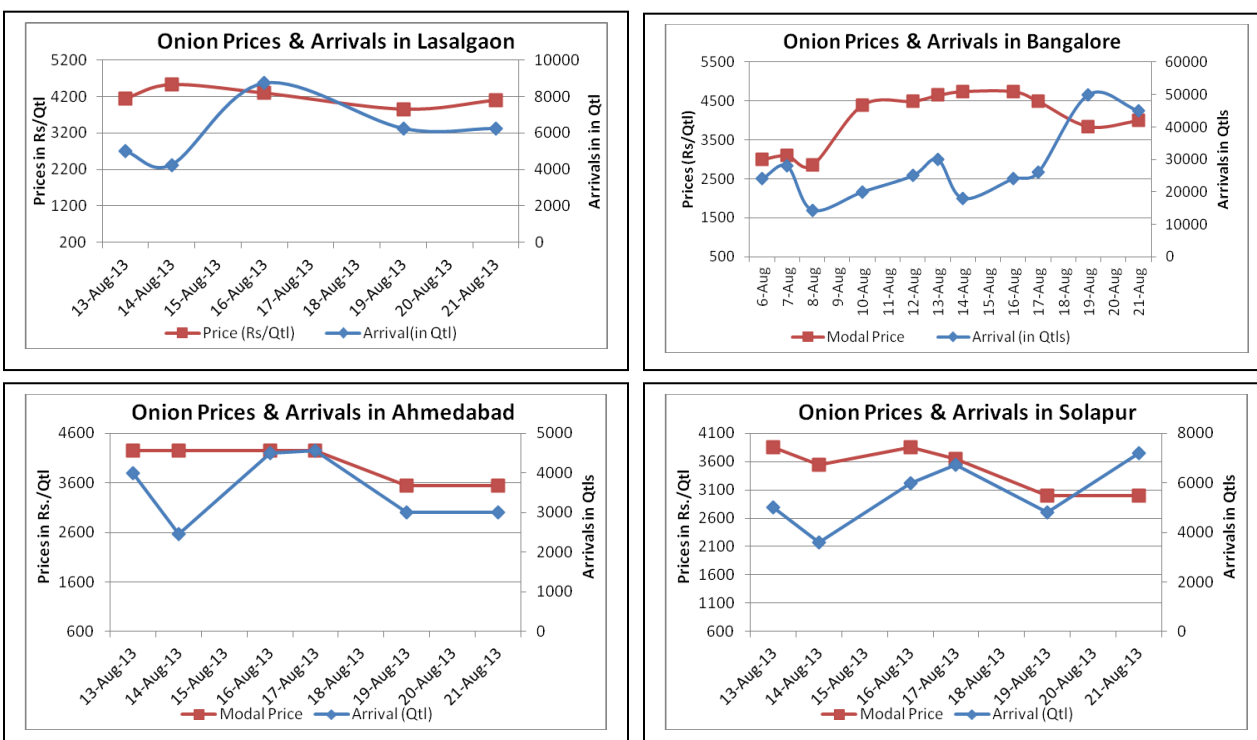 Onion Prices & Arrivals in Lasalgaon
Prices in Rs/Qtl
5200
4200
3200
2200
1200
200
10000
8000
6000
4000
2000
0
Arrivals in Qtl
13-Aug-13
14-Aug-13
15-Aug-13
16-Aug-13
17-Aug-13
18-Aug-13
19-Aug-13
20-Aug-13
21-Aug-13
Price (Rs/Qtl)
Arrival(in Qtl)
Onion Prices & Arrivals in Bangalore
Prices (Rs/Qtl)
5500
4500
3500
2500
1500
500
60000
50000
40000
30000
20000
10000
0
Arrivals in Qtls
6-Aug
7-Aug
8-Aug
9-Aug
10-Aug
11-Aug
12-Aug
13-Aug
14-Aug
15-Aug
16-Aug
17-Aug
18-Aug
19-Aug
20-Aug
21-Aug
Modal Price
Arrival (in Qtls)
Onion Prices & Arrivals in Ahmedabad
Prices in Rs./Qtl
4600
3600
2600
1600
600
5000
4000
3000
2000
1000
0
Arrivals in Qtls
13-Aug-13
14-Aug-13
15-Aug-13
16-Aug-13
17-Aug-13
18-Aug-13
19-Aug-13
20-Aug-13
21-Aug-13
Modal Price
Arrival (Qtl)
Onion Prices & Arrivals in Solapur
Prices in Rs./Qtl
4100
3600
3100
2600
2100
1600
1100
600
8000
6000
4000
2000
0
Arrivals in Qtls
13-Aug-13
14-Aug-13
15-Aug-13
16-Aug-13
17-Aug-13
18-Aug-13
19-Aug-13
20-Aug-13
21-Aug-13
Modal Price
Arrival (Qtl)